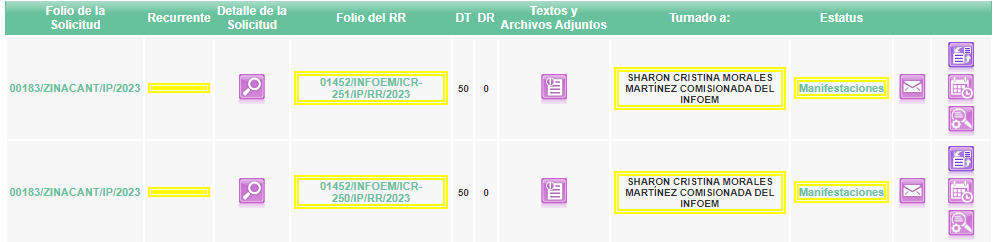 Folio de la Solicitud Recurrente Detalle de la Solicitud Folio del RR DT DR Textos y Archivos Adjuntos Turnado a: Estatus
00183/ZINACANT/IP/2023
01452/INFOEM/ICR-
251/IP/RR/2023
50 0
SHARON CRISTINA MORALES
MARTÍNEZ COMISIONADA DEL
INFOEM
Manifestaciones
00183/ZINACANT/IP/2023
01452/INFOEM/ICR-
250/IP/RR/2023
50 0
SHARON CRISTINA MORALES
MARTÍNEZ COMISIONADA DEL
INFOEM
Manifestaciones